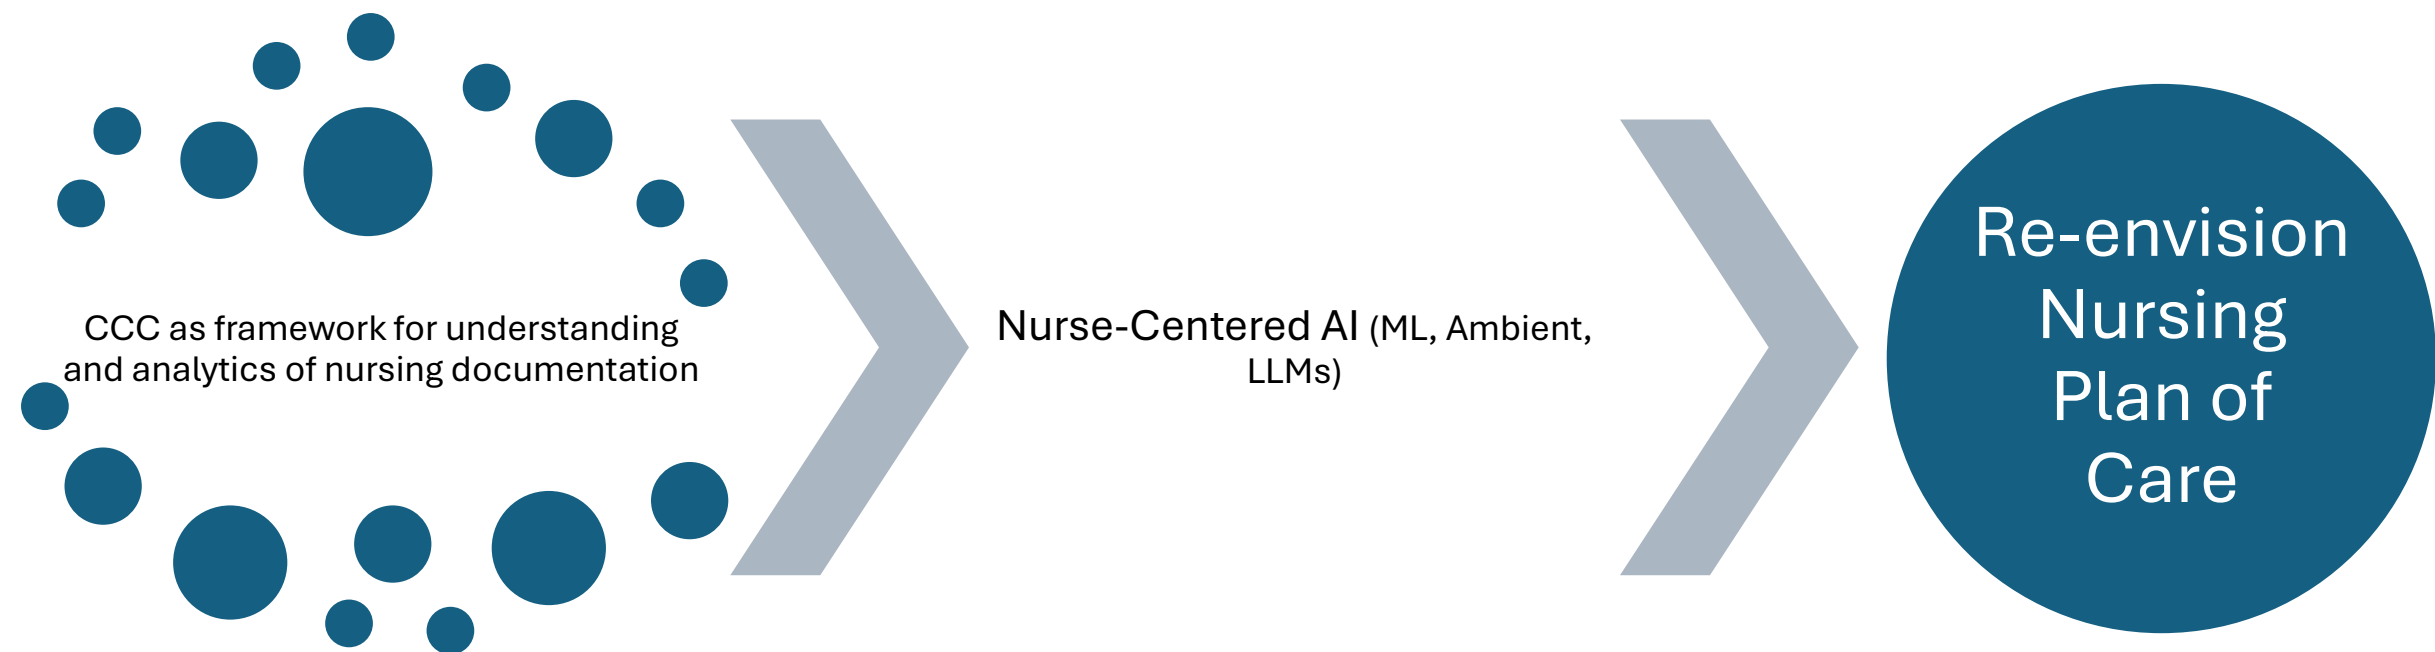 CCC as framework for understanding
and analytics of nursing documentation
Nurse-Centered AI (ML, Ambient,
LLMs)
Re-envision
Nursing
Plan of
Care